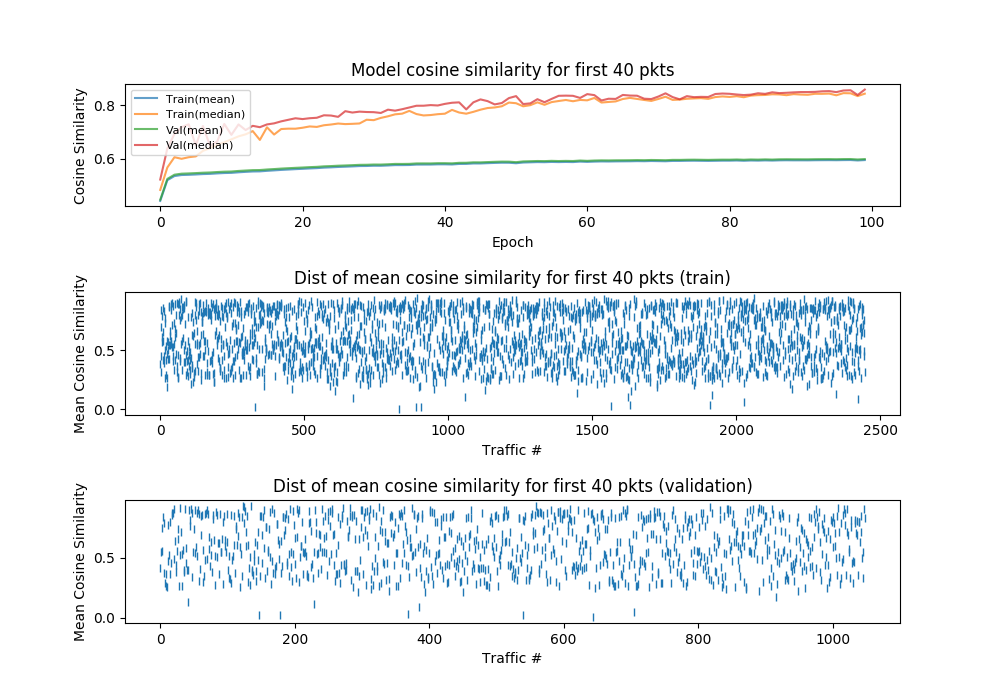 Model cosine similarity for first 40 pkts
Cosine Similarity
0.8
0.6
Train(mean)
Train(median)
Val(mean)
Val(median)
0 20 40 60 80 100
Epoch
Dist of mean cosine similarity for first 40 pkts (train)
Mean Cosine Similarity
0.5
0.0
0 500 1000 1500 2000 2500
Traffic #
Dist of mean cosine similarity for first 40 pkts (validation)
Mean Cosine Similarity
0.5
0.0
0 200 400 600 800 1000
Traffic #